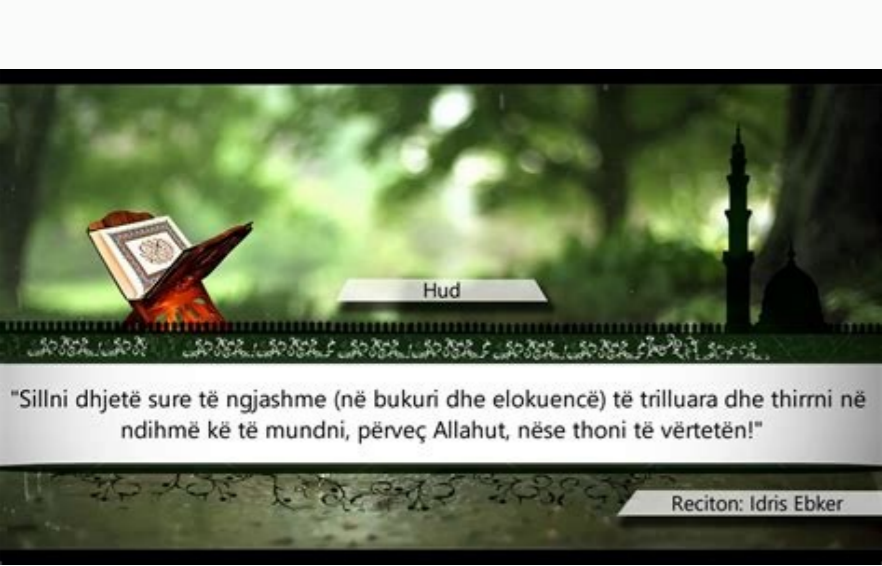 Hud
"Sillni dhjetë sure të ngjashme (në bukuri dhe elokuencë) të trilluara dhe thirrni në
ndihmë kë të mundni, përveç Allahut, nëse thoni të vërtetën!"
Reciton: Idris Ebker